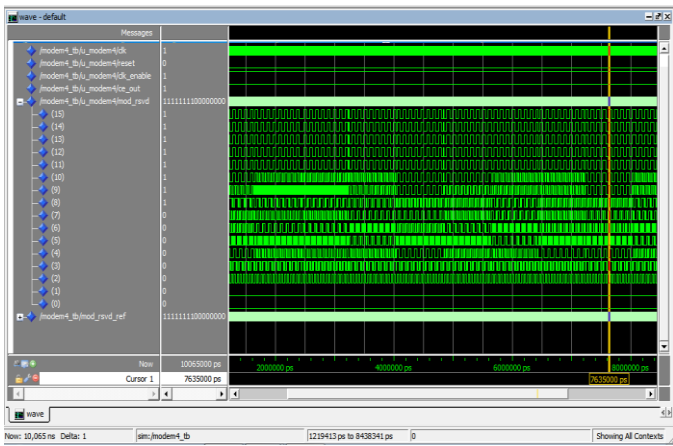 wave - default
Messages
/modem4_tb/u_modem4/clk 1
/modem4_tb/u_modem4/reset 0
/modem4_tb/u_modem4/clk_enable 1
/modem4_tb/u_modem4/ce_out 1
/modem4_tb/u_modem4/mod_rsvd 1111111100000000
(15) 1
(14) 1
(13) 1
(12) 1
(11) 1
(10) 1
(9) 1
(8) 1
(7) 0
(6) 0
(5) 0
(4) 0
(3) 0
(2) 0
(1) 0
(0) 0
/modem4_tb/mod_rsvd_ref 1111111100000000
Now 10065000 ps 2000000 ps 4000000 ps 6000000 ps 8000000 ps
Cursor 1 7635000 ps 7635000 ps
wave
Now: 10,065 ns Delta: 1 sim:/modem4_tb 1219413 ps to 8438341 ps 0 Showing All Contexts